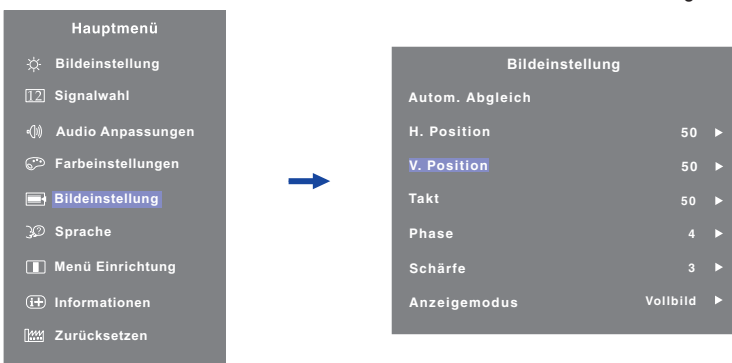 Hauptmenü
Bildeinstellung
12 Signalwahl
Audio Anpassungen
Farbeinstellungen
Bildeinstellung
Sprache
Menü Einrichtung
i+ Informationen
Zurücksetzen
Bildeinstellung
Autom. Abgleich
H. Position 50
V. Position 50
Takt 50
Phase 4
Schärfe 3
Anzeigemodus Vollbild